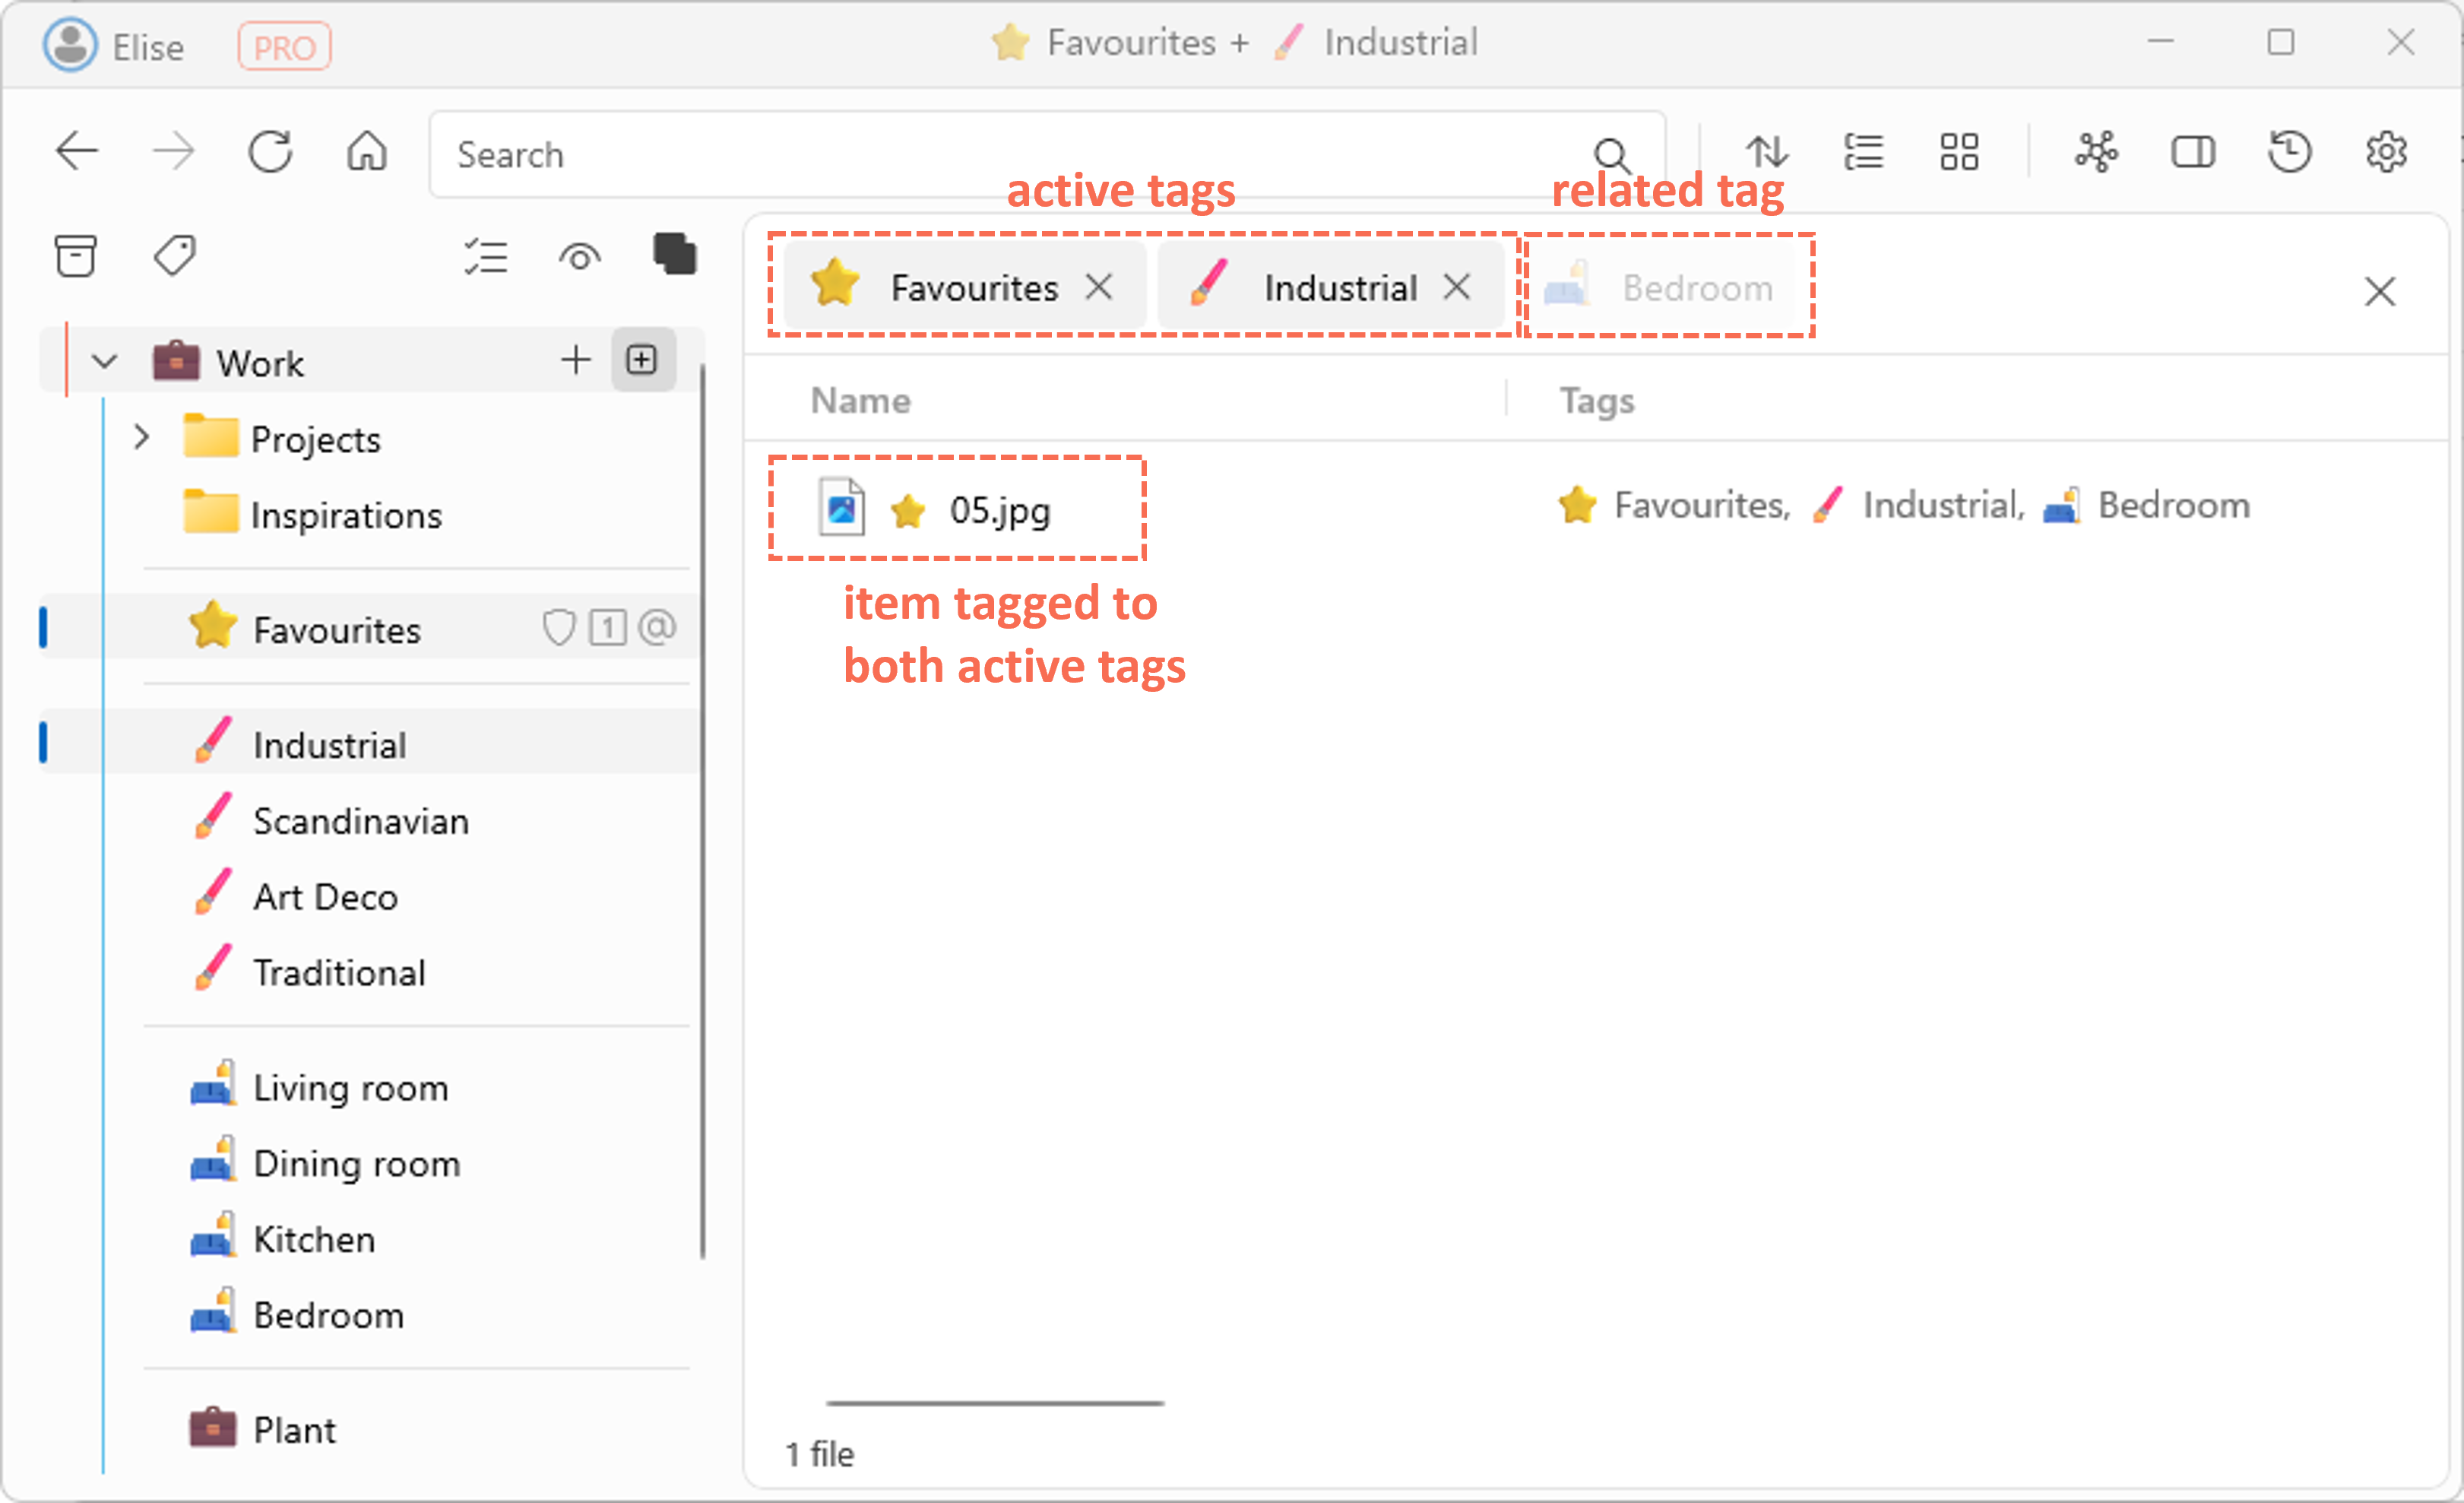 Elise PRO Favourites + Industrial
Search
active tags related tag
Favourites Industrial Bedroom
Work
Name Tags
Projects
05.jpg Favourites, Industrial, Bedroom
Inspirations
item tagged to
both active tags
Favourites 1 @
Industrial
Scandinavian
Art Deco
Traditional
Living room
Dining room
Kitchen
Bedroom
Plant
1 file